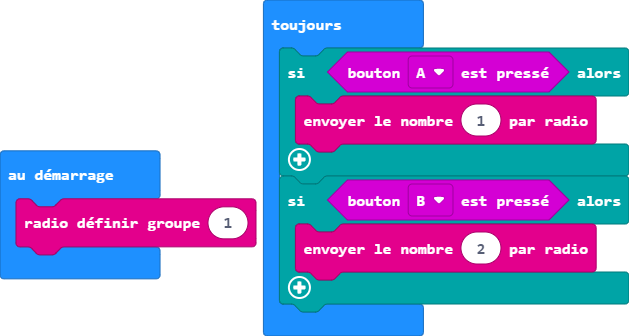 au démarrage
radio définir groupe 1
toujours
si bouton A est pressé alors
envoyer le nombre 1 par radio
si bouton B est pressé alors
envoyer le nombre 2 par radio